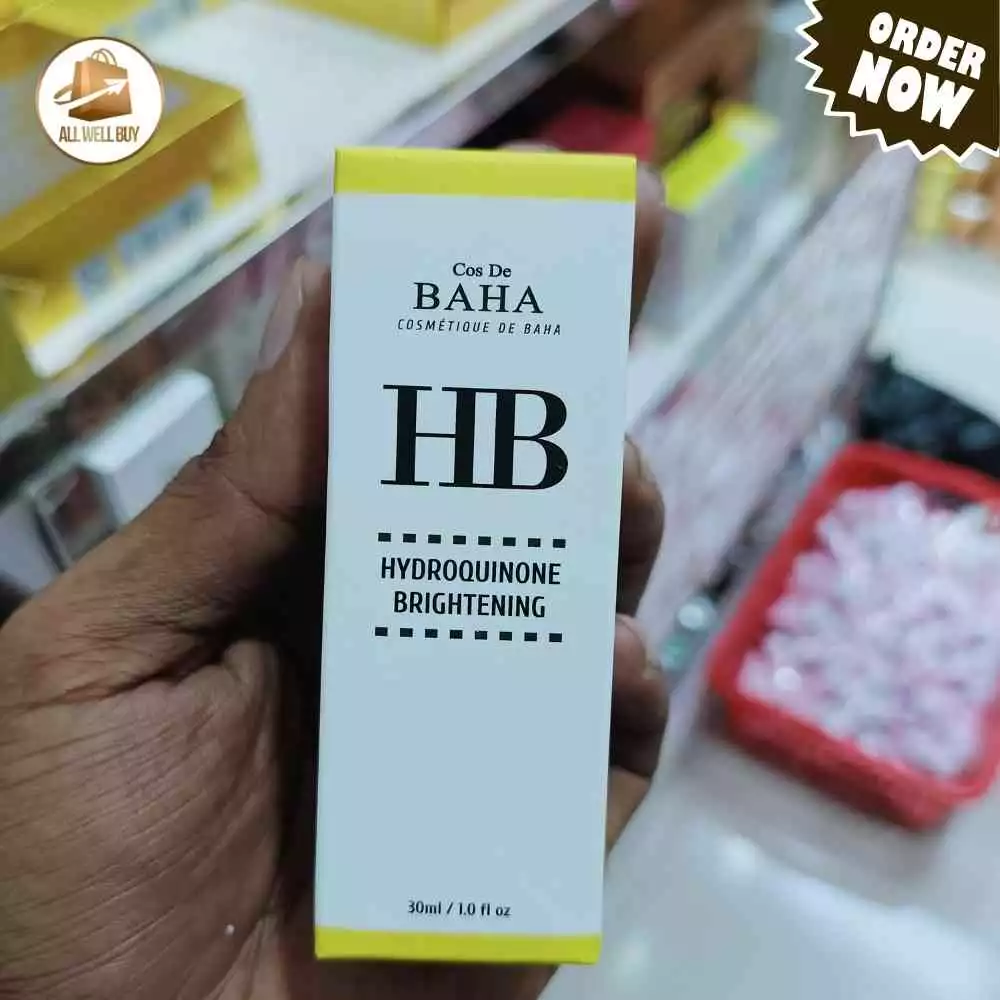 ALL WELL BUY
ORDER
NOW
Cos De
BAHA
COSMÉTIQUE DE BAHA
HB
HYDROQUINONE
BRIGHTENING
30ml / 1.0 fl oz